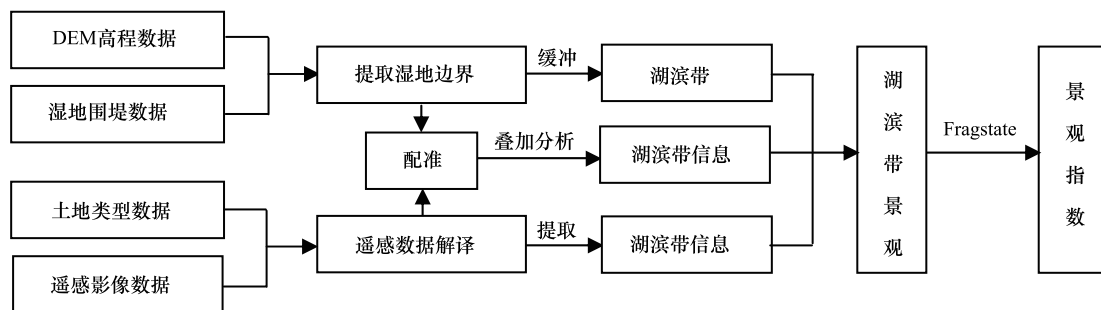 DEM高程数据
湿地围堤数据
土地类型数据
遥感影像数据
提取湿地边界
配准
遥感数据解译
缓冲
叠加分析
提取
湖滨带
湖滨带信息
湖滨带信息
湖滨带景观
Fragstate
景观指数